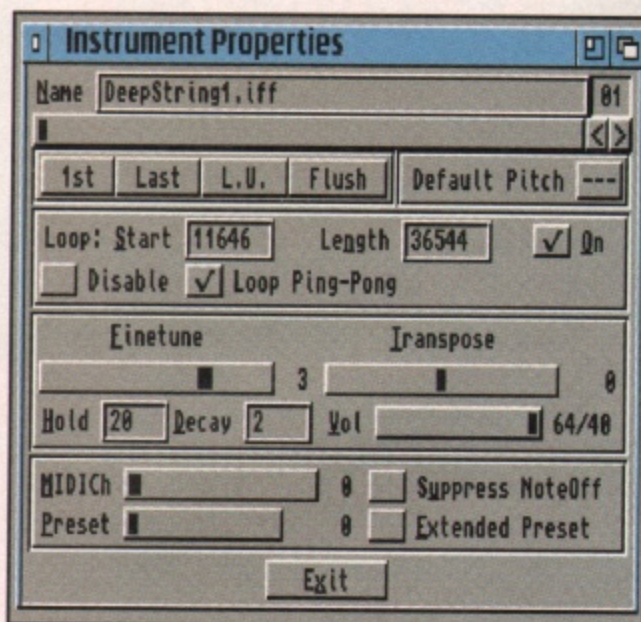 Instrument Properties
Name DeepString1.iff 01
< >
1st Last L.U. Flush Default Pitch ---
Loop: Start 11646 Length 36544 On
Disable Loop Ping-Pong
Finetune Transpose
3 0
Hold 20 Decay 2 Vol 64/40
MIDICh 0 Suppress NoteOff
Preset 0 Extended Preset
Exit